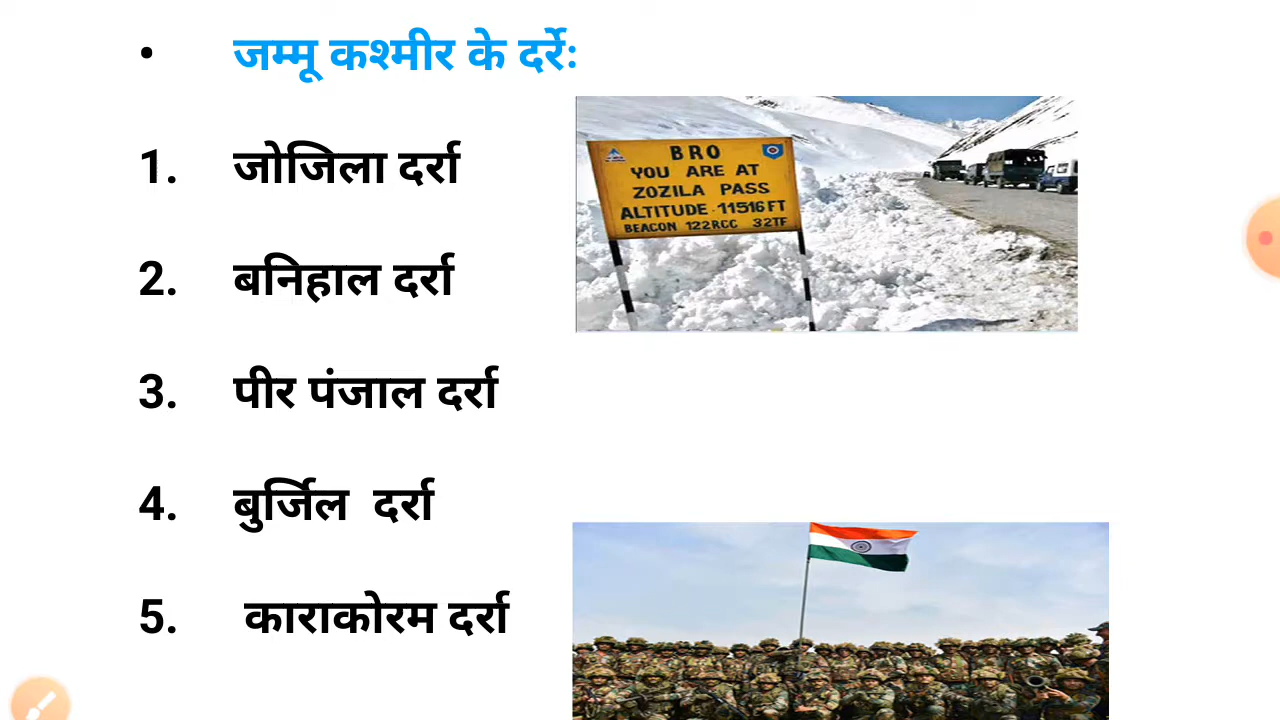 • जम्मू कश्मीर के दर्रेः
1. जोजिला दर्रा
BRO
YOU ARE AT
ZOZILA PASS
ALTITUDE - 11516 FT
BEACON 122RCC 32TF
2. बनिहाल दर्रा
3. पीर पंजाल दर्रा
4. बुर्जिल दर्रा
5. काराकोरम दर्रा